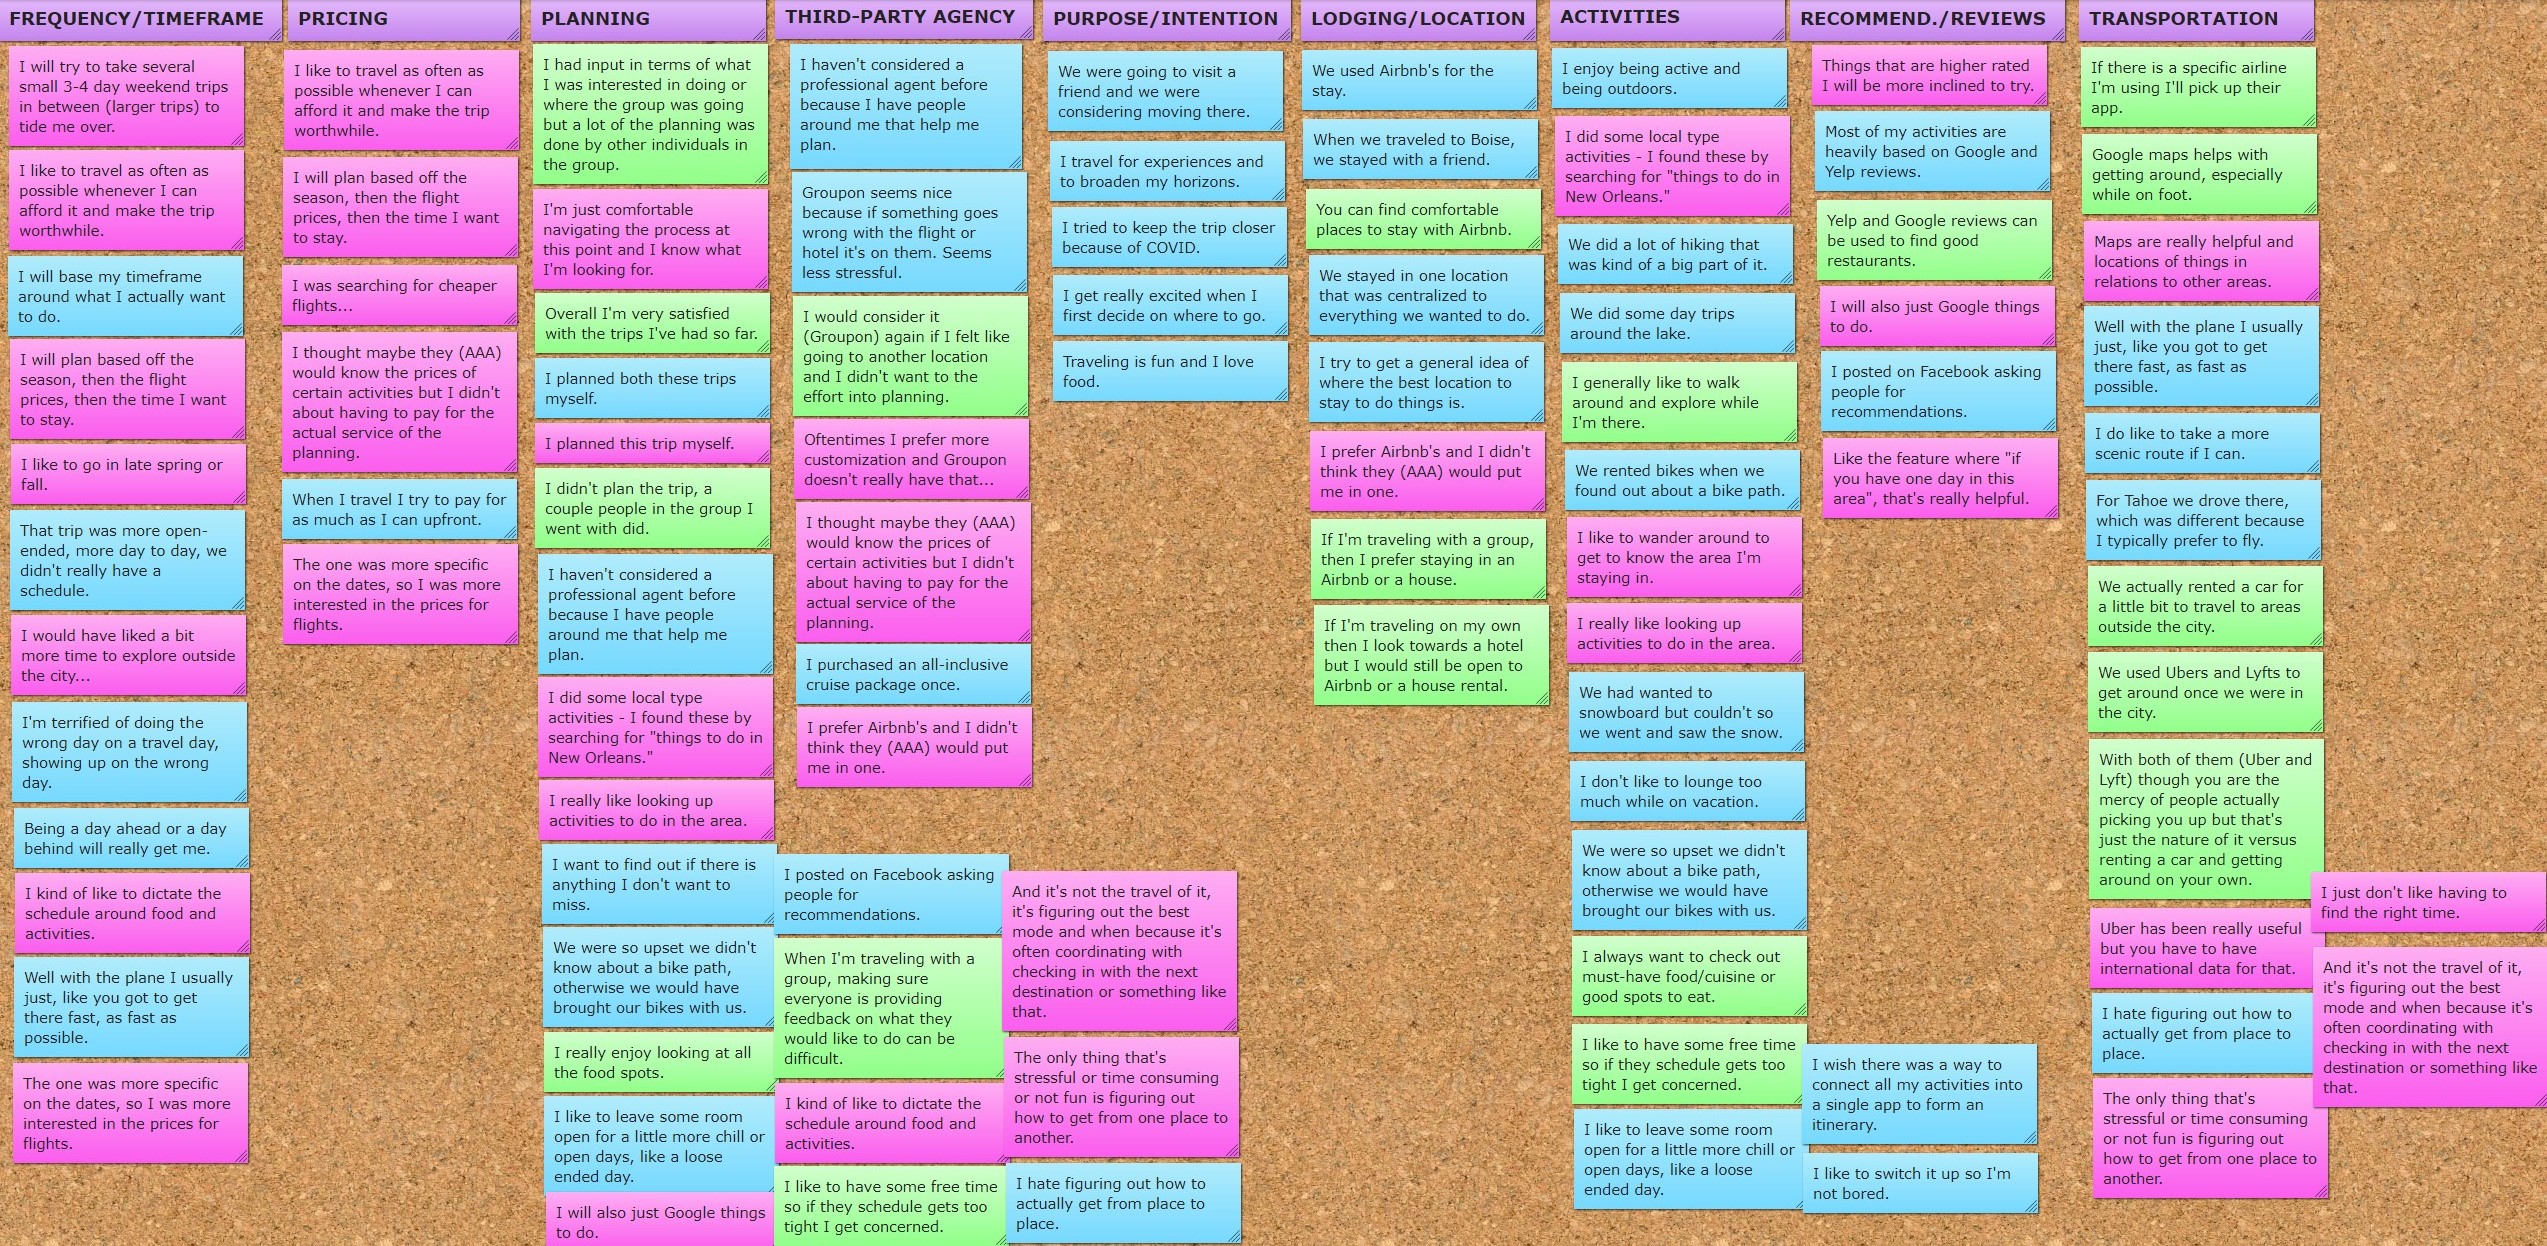 FREQUENCY/TIMEFRAME
I will try to take several
small 3-4 day weekend trips
in between (larger trips) to
tide me over.
I like to travel as often as
possible whenever I can
afford it and make the trip
worthwhile.
I will base my timeframe
around what I actually want
to do.
I will plan based off the
season, then the flight
prices, then the time I want
to stay.
I like to go in late spring or
fall.
That trip was more open-
ended, more day to day, we
didn't really have a
schedule.
I would have liked a bit
more time to explore outside
the city...
I'm terrified of doing the
wrong day on a travel day,
showing up on the wrong
day.
Being a day ahead or a day
behind will really get me.
I kind of like to dictate the
schedule around food and
activities.
Well with the plane I usually
just, like you got to get
there fast, as fast as
possible.
The one was more specific
on the dates, so I was more
interested in the prices for
flights.
PRICING
I like to travel as often as
possible whenever I can
afford it and make the trip
worthwhile.
I will plan based off the
season, then the flight
prices, then the time I want
to stay.
I was searching for cheaper
flights...
I thought maybe they (AAA)
would know the prices of
certain activities but I didn't
about having to pay for the
actual service of the
planning.
When I travel I try to pay for
as much as I can upfront.
The one was more specific
on the dates, so I was more
interested in the prices for
flights.
PLANNING
I had input in terms of what
I was interested in doing or
where the group was going
but a lot of the planning was
done by other individuals in
the group.
I'm just comfortable
navigating the process at
this point and I know what
I'm looking for.
Overall I'm very satisfied
with the trips I've had so far.
I planned both these trips
myself.
I planned this trip myself.
I didn't plan the trip, a
couple people in the group I
went with did.
I haven't considered a
professional agent before
because I have people
around me that help me
plan.
I did some local type
activities - I found these by
searching for "things to do in
New Orleans."
I really like looking up
activities to do in the area.
I want to find out if there is
anything I don't want to
miss.
We were so upset we didn't
know about a bike path,
otherwise we would have
brought our bikes with us.
I really enjoy looking at all
the food spots.
I like to leave some room
open for a little more chill or
open days, like a loose
ended day.
I will also just Google things
to do.
I posted on Facebook asking
people for
recommendations.
When I'm traveling with a
group, making sure
everyone is providing
feedback on what they
would like to do can be
difficult.
I kind of like to dictate the
schedule around food and
activities.
I like to have some free time
so if they schedule gets too
tight I get concerned.
And it's not the travel of it,
it's figuring out the best
mode and when because it's
often coordinating with
checking in with the next
destination or something like
that.
The only thing that's
stressful or time consuming
or not fun is figuring out
how to get from one place to
another.
I hate figuring out how to
actually get from place to
place.
THIRD-PARTY AGENCY
I haven't considered a
professional agent before
because I have people
around me that help me
plan.
Groupon seems nice
because if something goes
wrong with the flight or
hotel it's on them. Seems
less stressful.
I would consider it
(Groupon) again if I felt like
going to another location
and I didn't want to the
effort into planning.
Oftentimes I prefer more
customization and Groupon
doesn't really have that...
I thought maybe they (AAA)
would know the prices of
certain activities but I didn't
about having to pay for the
actual service of the
planning.
I purchased an all-inclusive
cruise package once.
I prefer Airbnb's and I didn't
think they (AAA) would put
me in one.
PURPOSE/INTENTION
We were going to visit a
friend and we were
considering moving there.
I travel for experiences and
to broaden my horizons.
I tried to keep the trip closer
because of COVID.
I get really excited when I
first decide on where to go.
Traveling is fun and I love
food.
LODGING/LOCATION
We used Airbnb's for the
stay.
When we traveled to Boise,
we stayed with a friend.
You can find comfortable
places to stay with Airbnb.
We stayed in one location
that was centralized to
everything we wanted to do.
I try to get a general idea of
where the best location to
stay to do things is.
I prefer Airbnb's and I didn't
think they (AAA) would put
me in one.
If I'm traveling with a group,
then I prefer staying in an
Airbnb or a house.
If I'm traveling on my own
then I look towards a hotel
but I would still be open to
Airbnb or a house rental.
ACTIVITIES
I enjoy being active and
being outdoors.
I did some local type
activities - I found these by
searching for "things to do in
New Orleans."
We did a lot of hiking that
was kind of a big part of it.
We did some day trips
around the lake.
I generally like to walk
around and explore while
I'm there.
We rented bikes when we
found out about a bike path.
I like to wander around to
get to know the area I'm
staying in.
I really like looking up
activities to do in the area.
We had wanted to
snowboard but couldn't so
we went and saw the snow.
I don't like to lounge too
much while on vacation.
We were so upset we didn't
know about a bike path,
otherwise we would have
brought our bikes with us.
I always want to check out
must-have food/cuisine or
good spots to eat.
I like to have some free time
so if they schedule gets too
tight I get concerned.
I like to leave some room
open for a little more chill or
open days, like a loose
ended day.
I wish there was a way to
connect all my activities into
a single app to form an
itinerary.
I like to switch it up so I'm
not bored.
RECOMMEND./REVIEWS
Things that are higher rated
I will be more inclined to try.
Most of my activities are
heavily based on Google and
Yelp reviews.
Yelp and Google reviews can
be used to find good
restaurants.
I will also just Google things
to do.
I posted on Facebook asking
people for
recommendations.
Like the feature where "if
you have one day in this
area", that's really helpful.
TRANSPORTATION
If there is a specific airline
I'm using I'll pick up their
app.
Google maps helps with
getting around, especially
while on foot.
Maps are really helpful and
locations of things in
relations to other areas.
Well with the plane I usually
just, like you got to get
there fast, as fast as
possible.
I do like to take a more
scenic route if I can.
For Tahoe we drove there,
which was different because
I typically prefer to fly.
We actually rented a car for
a little bit to travel to areas
outside the city.
We used Ubers and Lyfts to
get around once we were in
the city.
With both of them (Uber and
Lyft) though you are the
mercy of people actually
picking you up but that's
just the nature of it versus
renting a car and getting
around on your own.
Uber has been really useful
but you have to have
international data for that.
I hate figuring out how to
actually get from place to
place.
The only thing that's
stressful or time consuming
or not fun is figuring out
how to get from one place to
another.
I just don't like having to
find the right time.
And it's not the travel of it,
it's figuring out the best
mode and when because it's
often coordinating with
checking in with the next
destination or something like
that.